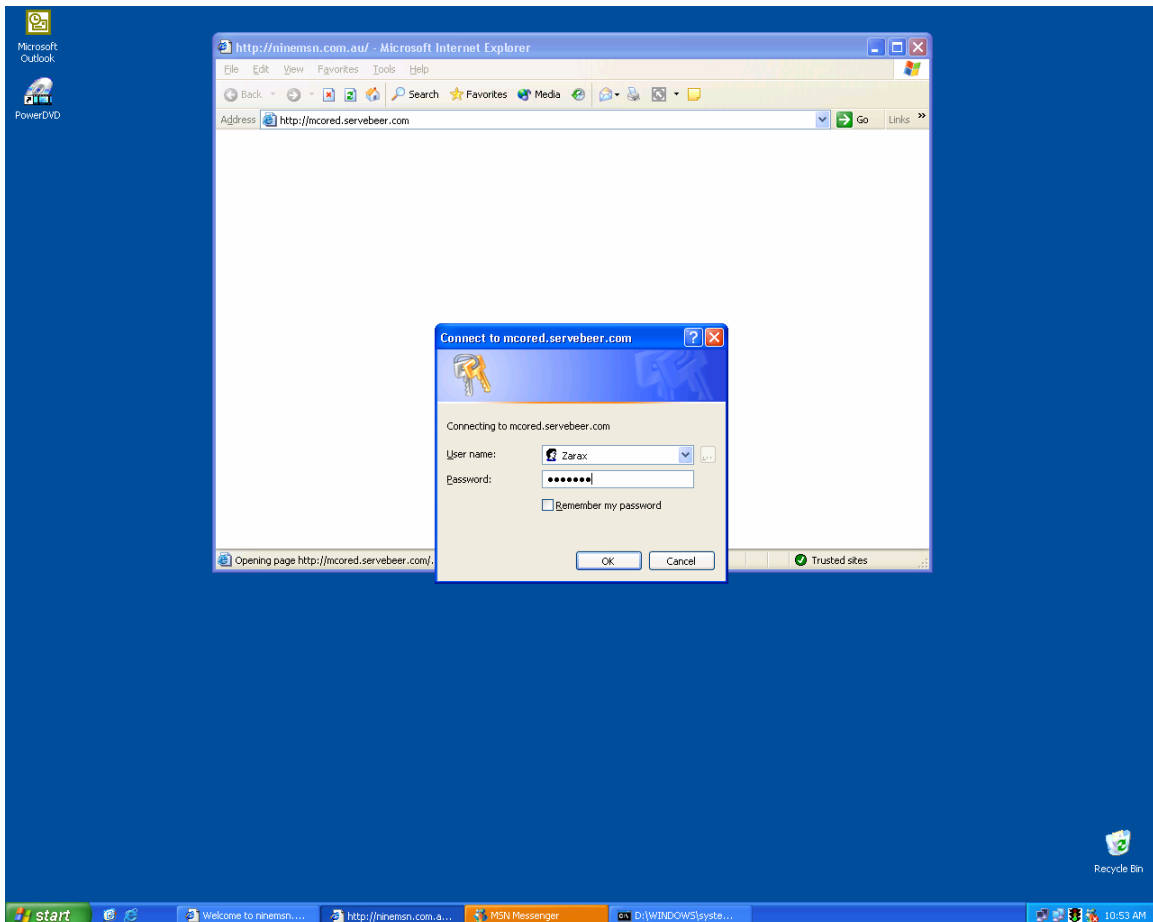 Microsoft
Outlook
PowerDVD
http://ninemsn.com.au/ - Microsoft Internet Explorer
File Edit View Favorites Tools Help
Back Search Favorites Media
Address http://mcored.servebeer.com Go Links »
Connect to mcored.servebeer.com
Connecting to mcored.servebeer.com
User name: Zarax
Password: •••••••
Remember my password
OK Cancel
Opening page http://mcored.servebeer.com/. Trusted sites
Recycle Bin
start Welcome to ninemsn.... http://ninemsn.com.a... MSN Messenger D:\WINDOWS\syste... 10:53 AM